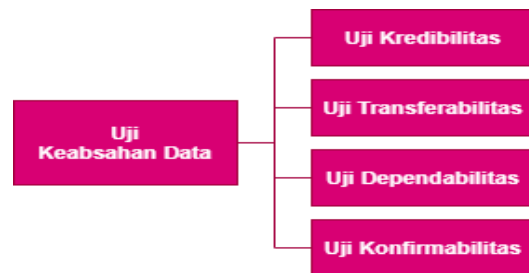 Uji
Keabsahan Data
Uji Kredibilitas
Uji Transferabilitas
Uji Dependabilitas
Uji Konfirmabilitas